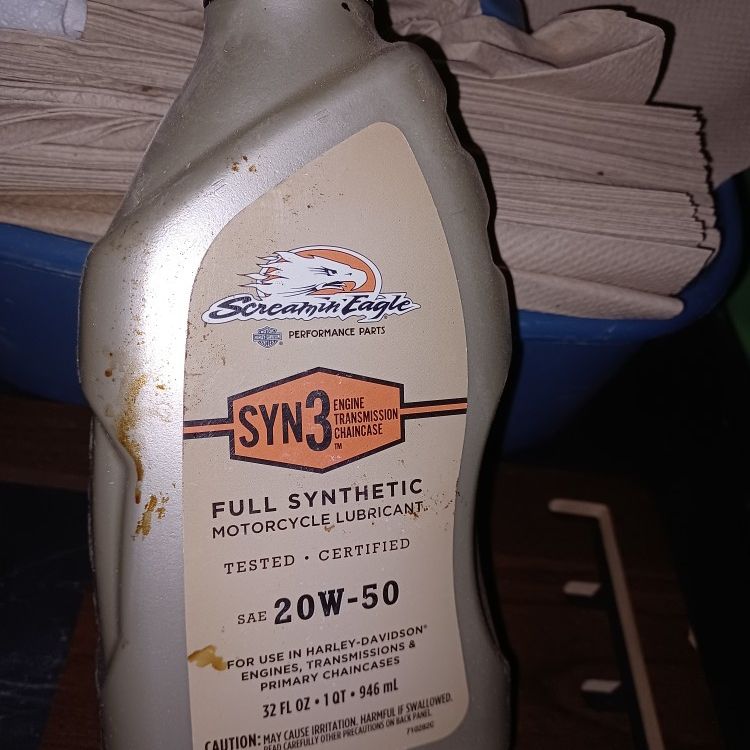 Screamin' Eagle
PERFORMANCE PARTS
SYN3
ENGINE
TRANSMISSION
CHAINCASE
TM
FULL SYNTHETIC
MOTORCYCLE LUBRICANT
TESTED • CERTIFIED
SAE 20W-50
FOR USE IN HARLEY-DAVIDSON®
ENGINES, TRANSMISSIONS &
PRIMARY CHAINCASES
32 FL OZ • 1 QT • 946 mL
CAUTION: MAY CAUSE IRRITATION. HARMFUL IF SWALLOWED.
READ CAREFULLY OTHER PRECAUTIONS ON BACK PANEL.